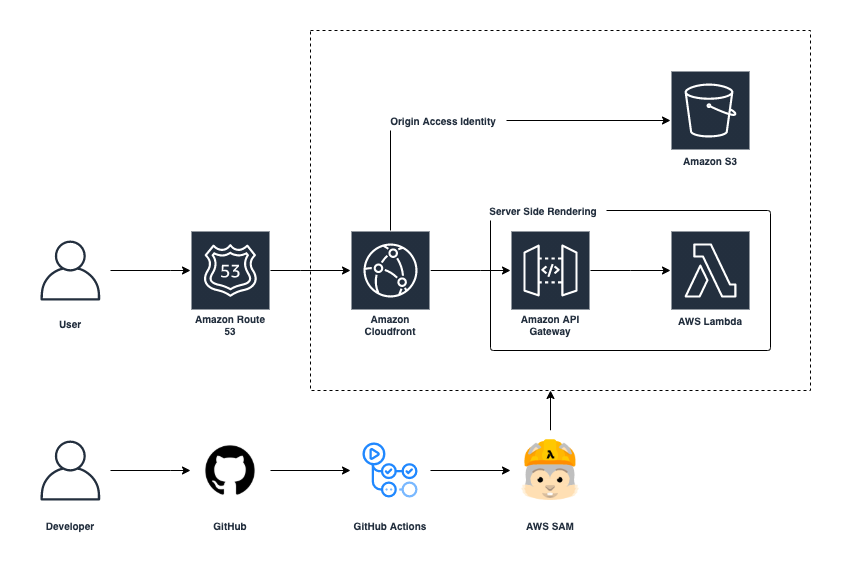 Origin Access Identity
Amazon S3
Server Side Rendering
53
</>
User
Amazon Route
53
Amazon
Cloudfront
Amazon API
Gateway
AWS Lambda
λ
Developer
GitHub
GitHub Actions
AWS SAM